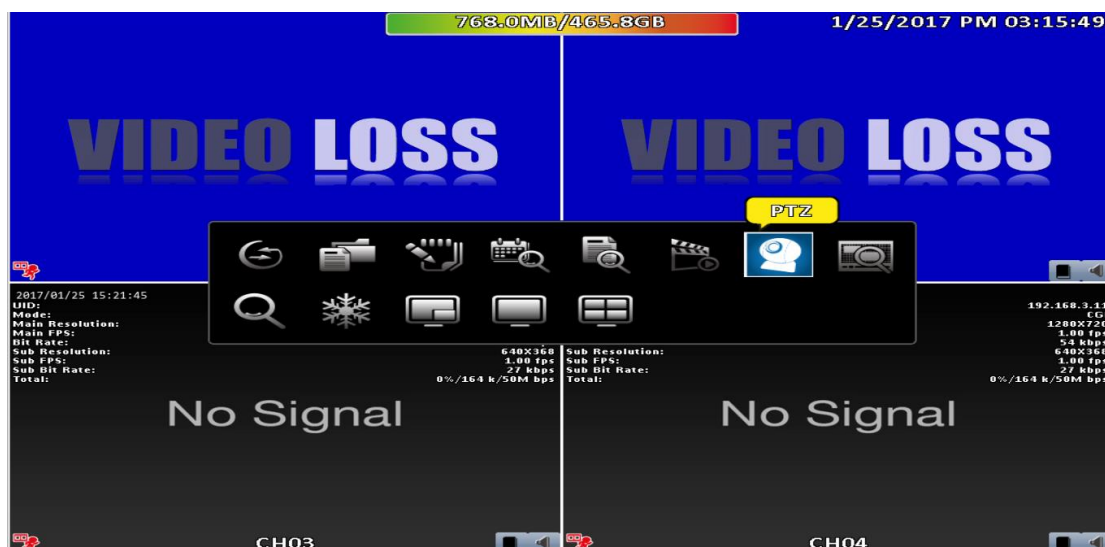 768.0MB/465.8GB
1/25/2017 PM 03:15:49
VIDEO LOSS
VIDEO LOSS
PTZ
2017/01/25 15:21:45
UID:
Mode:
Main Resolution:
Main FPS:
Bit Rate:
Sub Resolution: 640X368
Sub FPS: 1.00 fps
Sub Bit Rate: 27 kbps
Total: 0%/164 k/50M bps
No Signal
CH03
192.168.3.11
CG
1280X720
1.00 fps
54 kbps
Sub Resolution: 640X368
Sub FPS: 1.00 fps
Sub Bit Rate: 27 kbps
Total: 0%/164 k/50M bps
No Signal
CH04